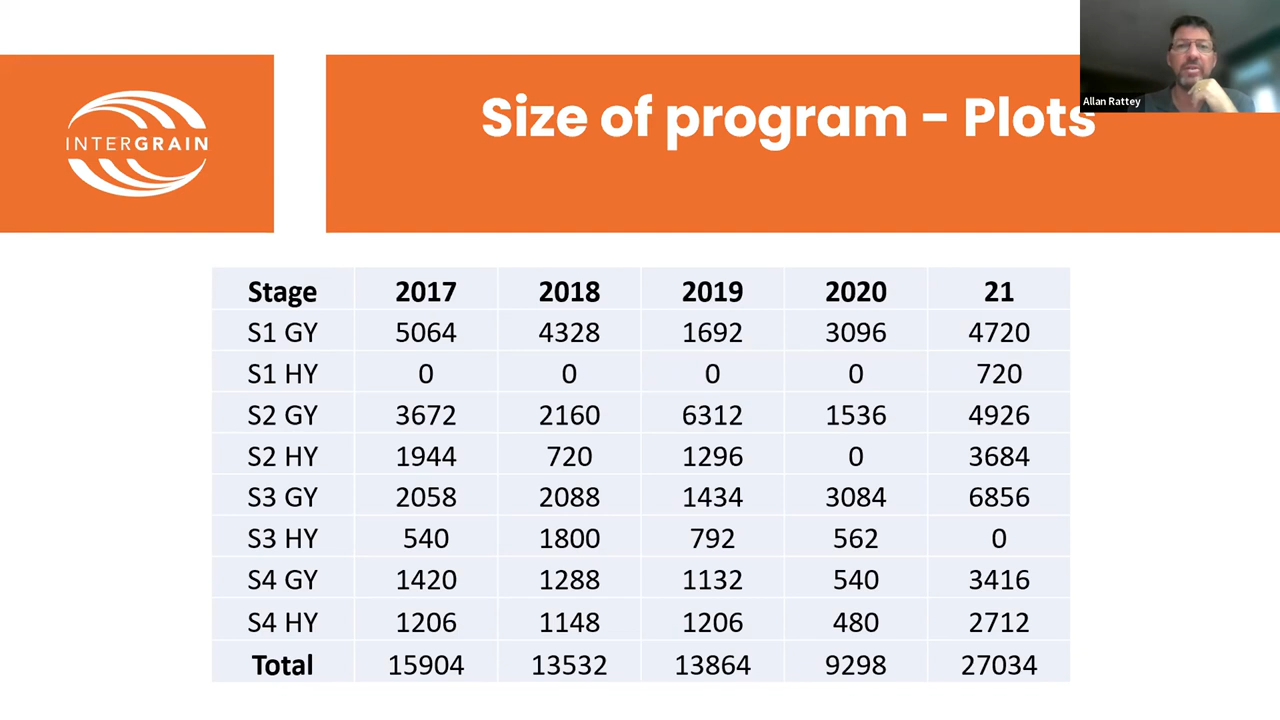 Allan Rattey
INTERGRAIN
Size of program - Plots
Stage 2017 2018 2019 2020 21
S1 GY 5064 4328 1692 3096 4720
S1 HY 0 0 0 0 720
S2 GY 3672 2160 6312 1536 4926
S2 HY 1944 720 1296 0 3684
S3 GY 2058 2088 1434 3084 6856
S3 HY 540 1800 792 562 0
S4 GY 1420 1288 1132 540 3416
S4 HY 1206 1148 1206 480 2712
Total 15904 13532 13864 9298 27034